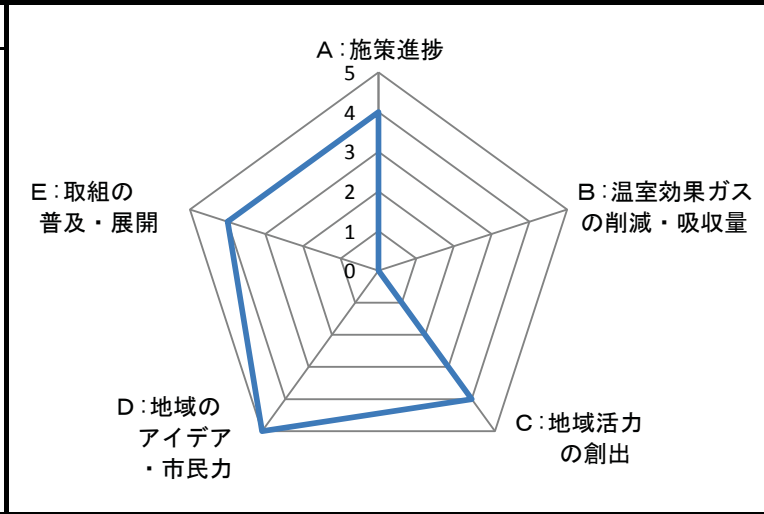 A:施策進捗
5
4
3
2
1
0
B:温室効果ガス
の削減・吸収量
C:地域活力
の創出
D:地域の
アイデア
・市民力
E:取組の
普及・展開